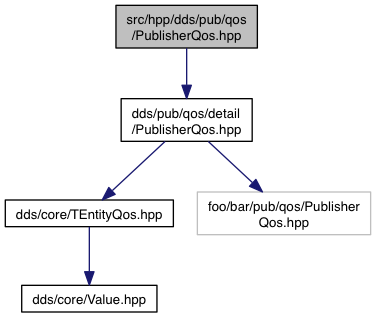 src/hpp/dds/pub/qos
/PublisherQos.hpp
dds/pub/qos/detail
/PublisherQos.hpp
dds/core/TEntityQos.hpp
foo/bar/pub/qos/Publisher
Qos.hpp
dds/core/Value.hpp